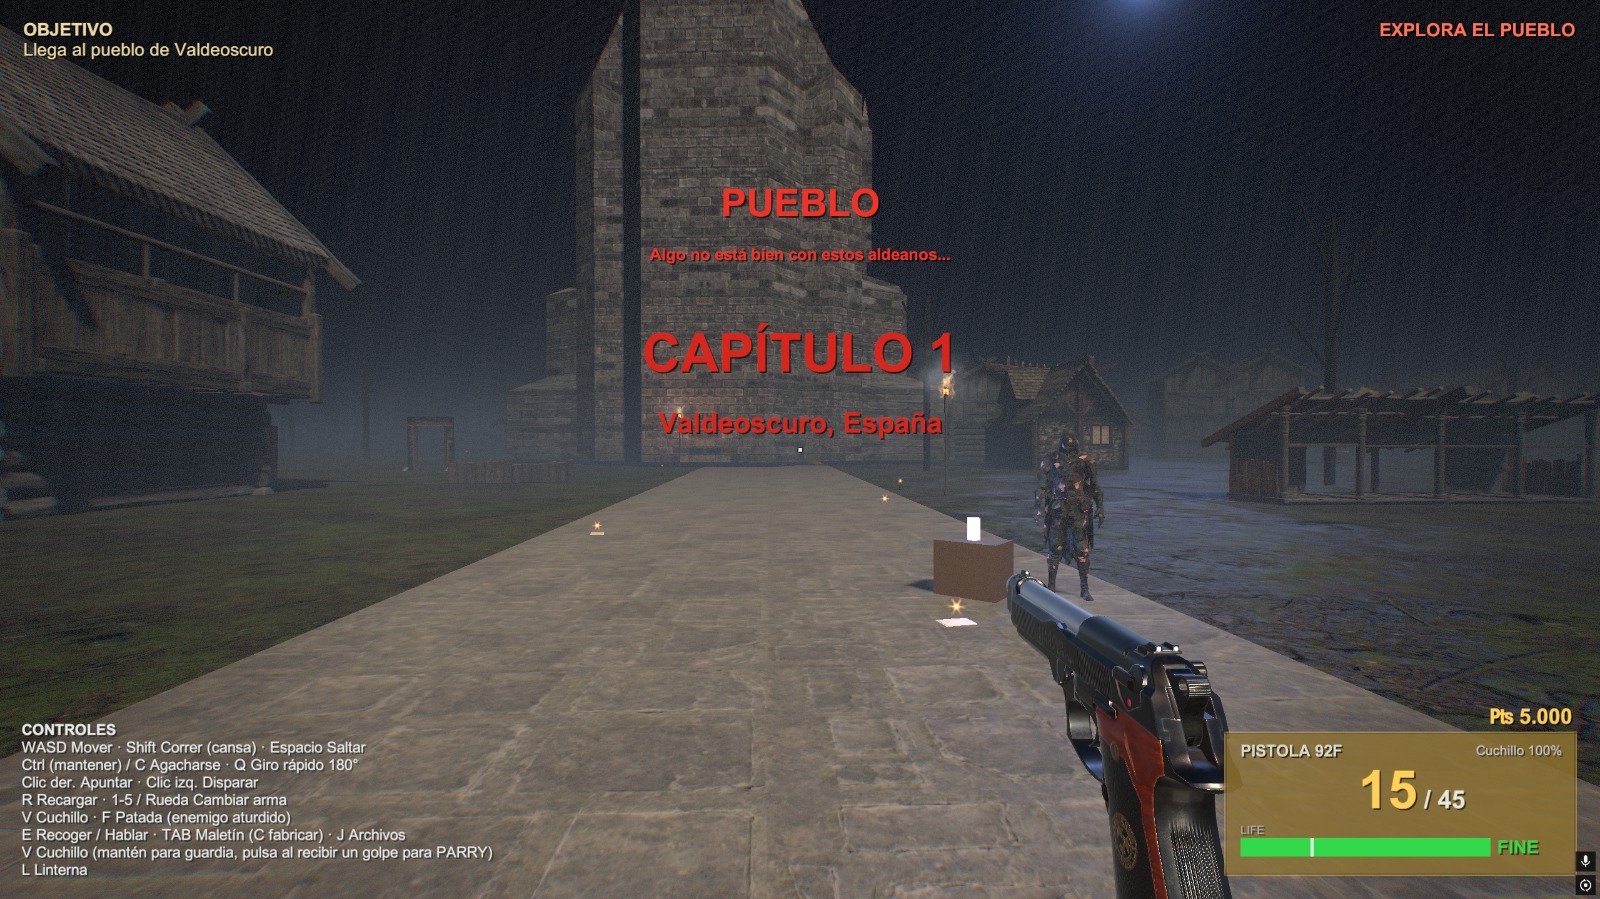 OBJETIVO
Llega al pueblo de Valdeoscuro
EXPLORA EL PUEBLO
PUEBLO
Algo no está bien con estos aldeanos...
CAPÍTULO 1
Valdeoscuro, España
CONTROLES
WASD Mover · Shift Correr (cansa) · Espacio Saltar
Ctrl (mantener) / C Agacharse · Q Giro rápido 180°
Clic der. Apuntar · Clic izq. Disparar
R Recargar · 1-5 / Rueda Cambiar arma
V Cuchillo · F Patada (enemigo aturdido)
E Recoger / Hablar · TAB Maletín (C fabricar) · J Archivos
V Cuchillo (mantén para guardia, pulsa al recibir un golpe para PARRY)
L Linterna
Pts 5.000
PISTOLA 92F
Cuchillo 100%
15 / 45
LIFE
FINE